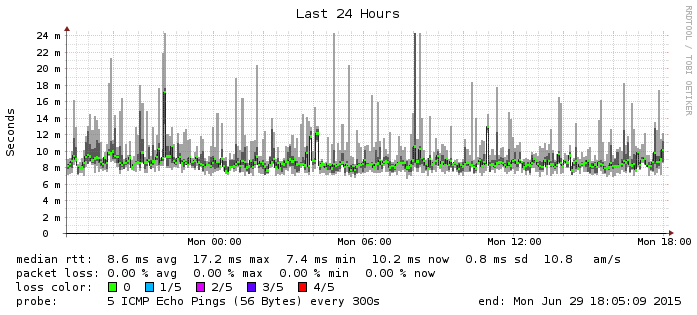 Last 24 Hours
RRDTOOL / TOBI OETIKER
Seconds
24 m
22 m
20 m
18 m
16 m
14 m
12 m
10 m
8 m
6 m
4 m
2 m
0
Mon 00:00 Mon 06:00 Mon 12:00 Mon 18:00
median rtt: 8.6 ms avg 17.2 ms max 7.4 ms min 10.2 ms now 0.8 ms sd 10.8 am/s
packet loss: 0.00 % avg 0.00 % max 0.00 % min 0.00 % now
loss color: 0 1/5 2/5 3/5 4/5
probe: 5 ICMP Echo Pings (56 Bytes) every 300s end: Mon Jun 29 18:05:09 2015